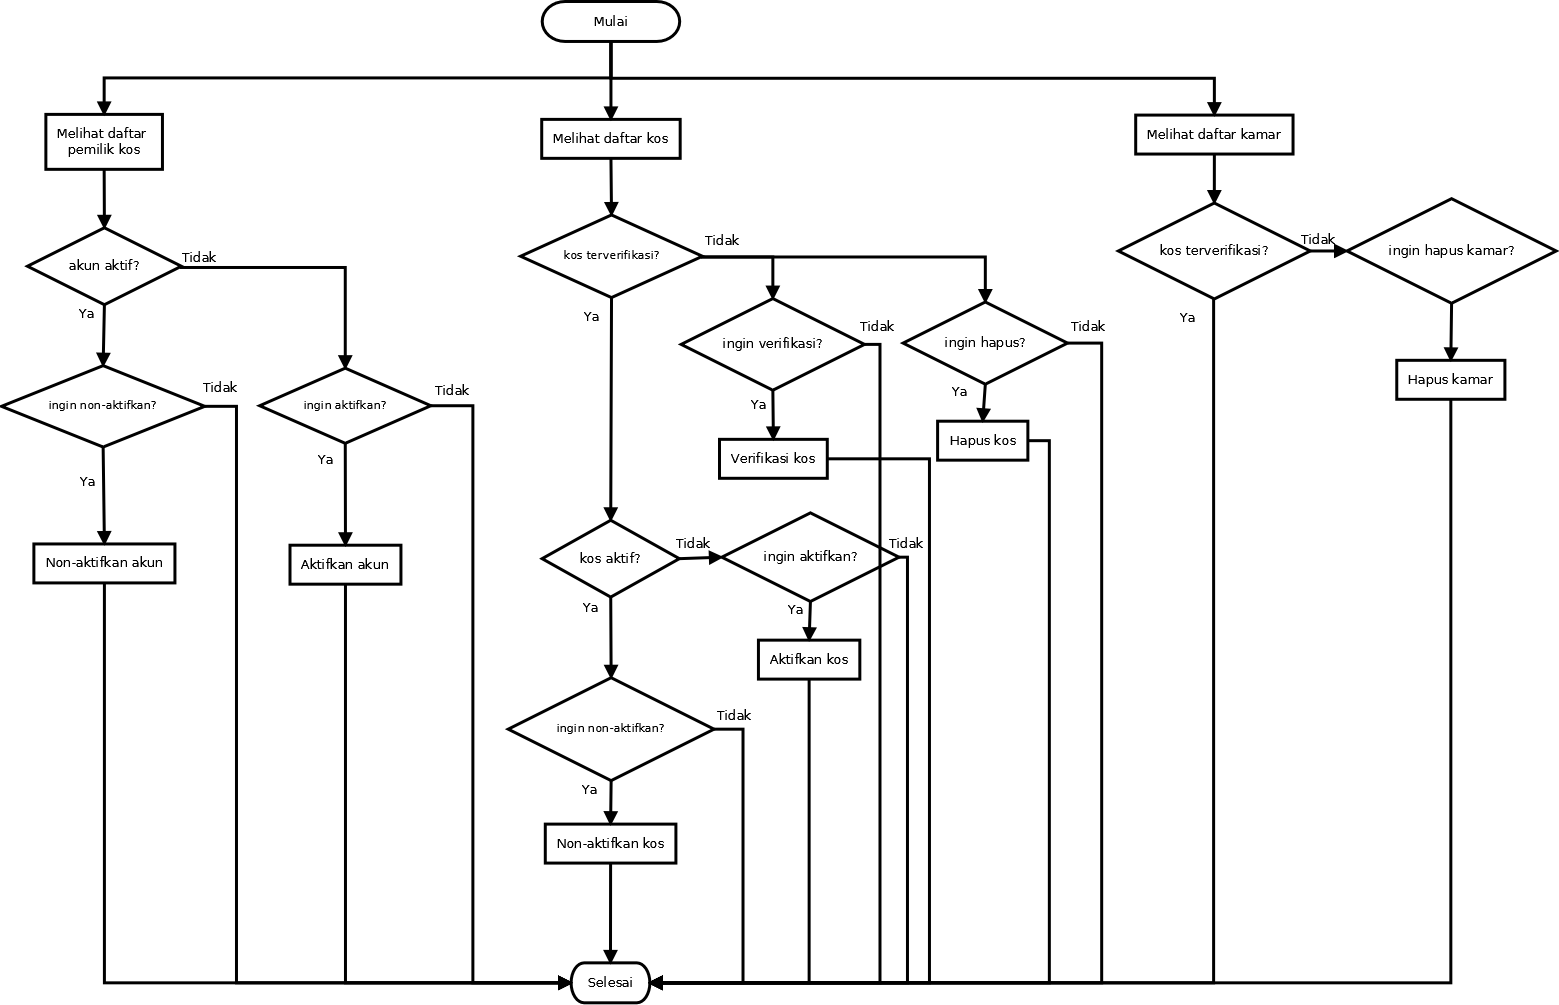 Mulai
Melihat daftar
pemilik kos
Melihat daftar kos
Melihat daftar kamar
akun aktif?
Tidak
Ya
ingin non-aktifkan?
Tidak
Ya
Non-aktifkan akun
ingin aktifkan?
Tidak
Ya
Aktifkan akun
kos terverifikasi?
Tidak
Ya
ingin verifikasi?
Tidak
Ya
Verifikasi kos
ingin hapus?
Tidak
Ya
Hapus kos
kos aktif?
Tidak
Ya
ingin aktifkan?
Tidak
Ya
Aktifkan kos
ingin non-aktifkan?
Tidak
Ya
Non-aktifkan kos
kos terverifikasi?
Tidak
Ya
ingin hapus kamar?
Hapus kamar
Selesai